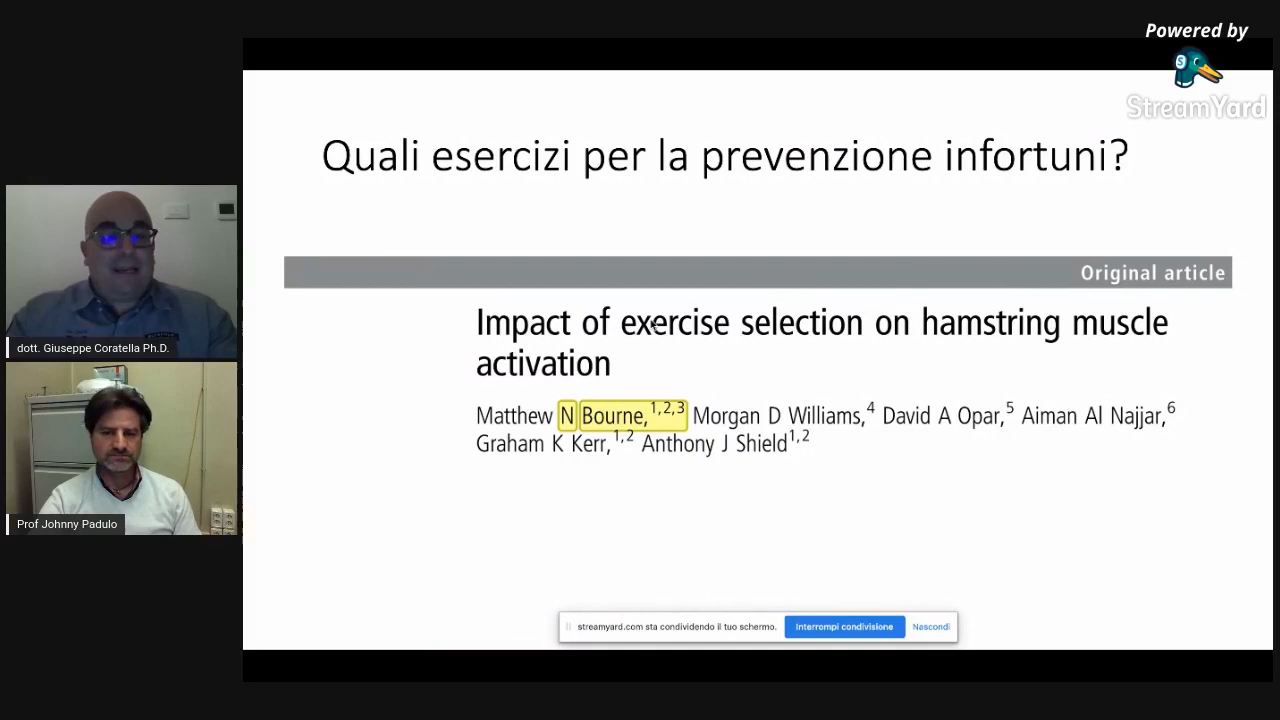 Powered by
StreamYard
Quali esercizi per la prevenzione infortuni?
Original article
Impact of exercise selection on hamstring muscle
activation
Matthew N Bourne,1,2,3 Morgan D Williams,4 David A Opar,5 Aiman Al Najjar,6
Graham K Kerr,1,2 Anthony J Shield1,2
dott. Giuseppe Coratella Ph.D.
Prof Johnny Padulo
streamyard.com sta condividendo il tuo schermo. Interrompi condivisione Nascondi